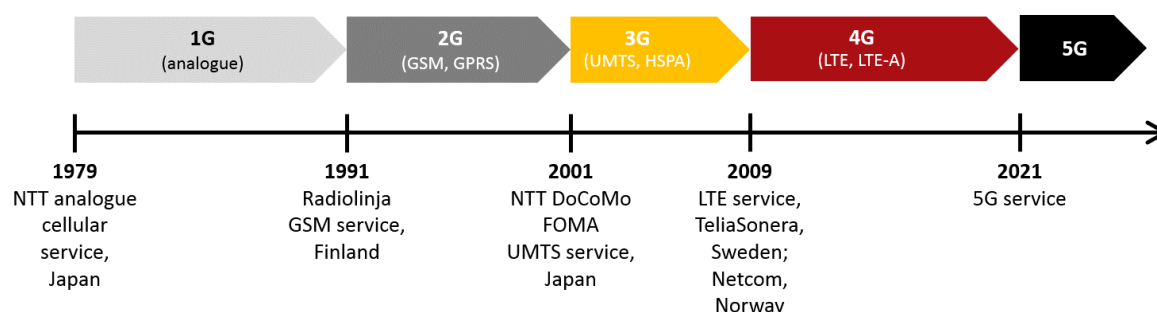 1G
(analogue)
2G
(GSM, GPRS)
3G
(UMTS, HSPA)
4G
(LTE, LTE-A)
5G
1979
NTT analogue
cellular
service,
Japan
1991
Radiolinja
GSM service,
Finland
2001
NTT DoCoMo
FOMA
UMTS service,
Japan
2009
LTE service,
TeliaSonera,
Sweden;
Netcom,
Norway
2021
5G service